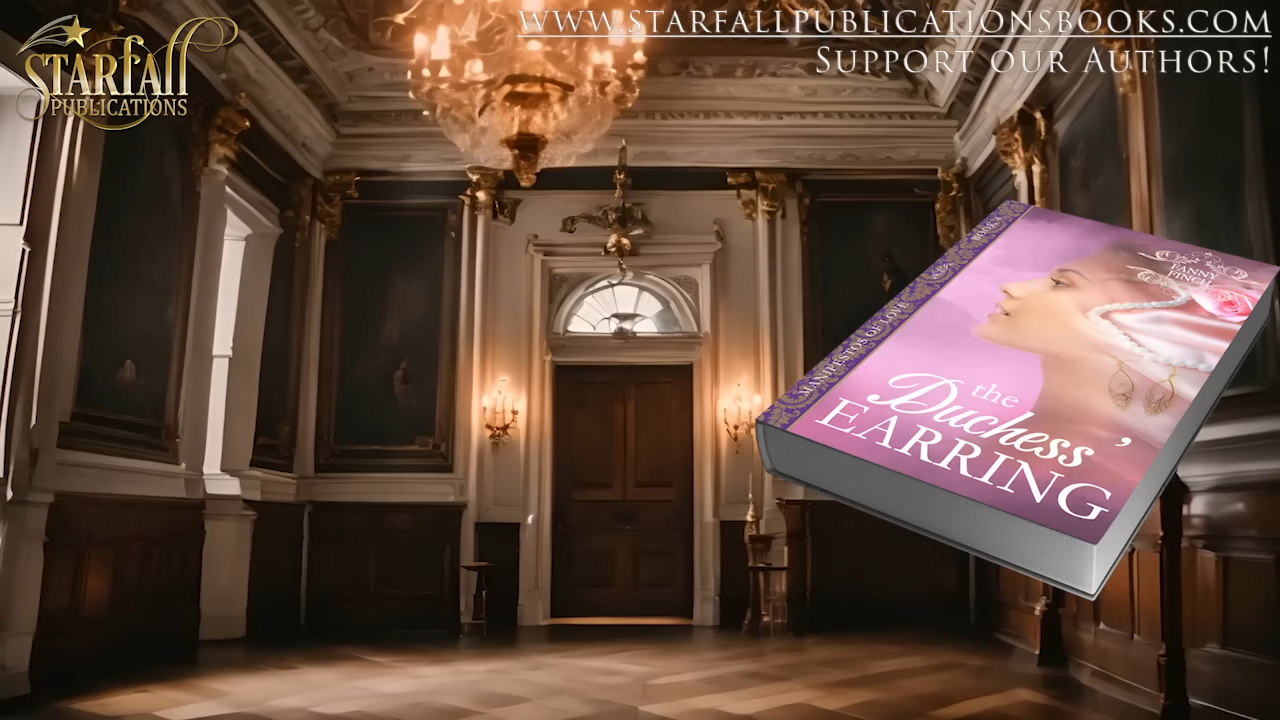 STARfall
PUBLICATIONS
www.starfallpublicationsbooks.com
Support our Authors!
FANNY
FINCH
MANIFESTOS OF LOVE
the
Duchess'
EARRING